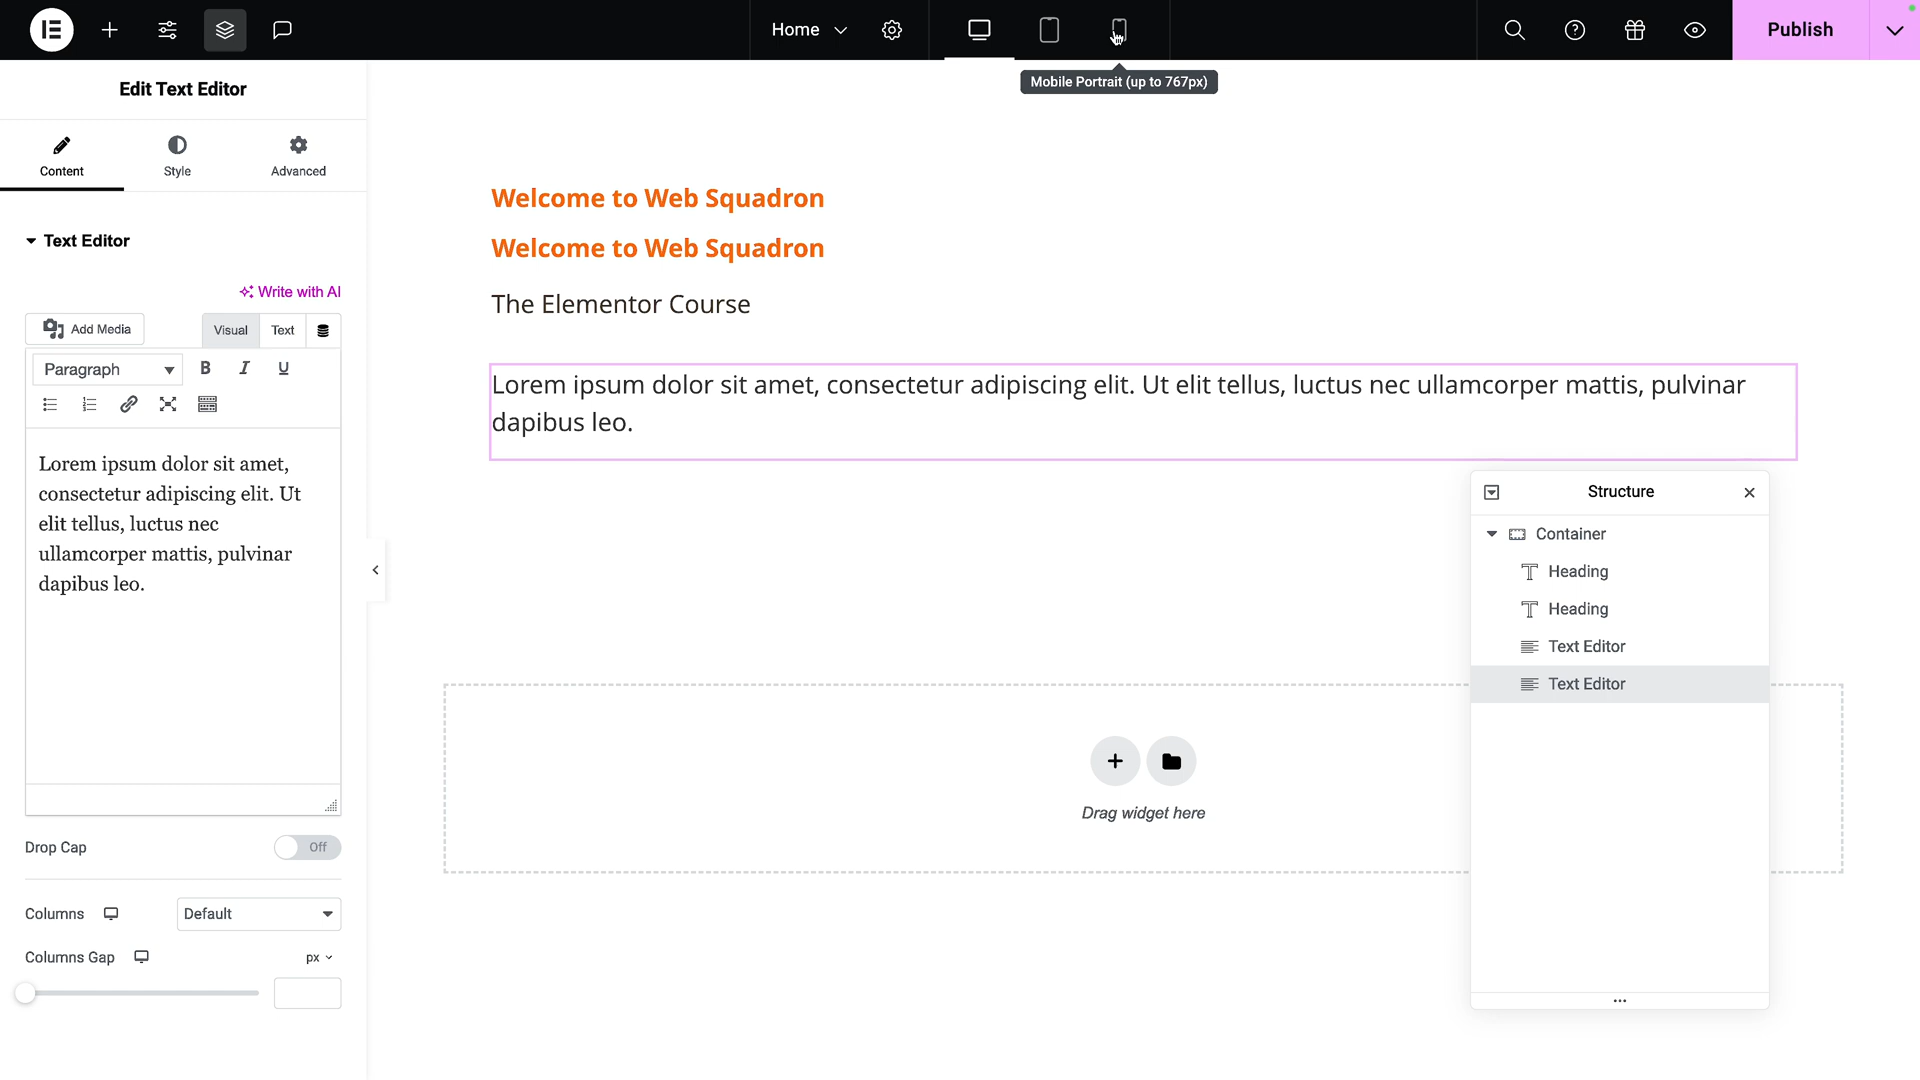 Home
Publish
Mobile Portrait (up to 767px)
Edit Text Editor
Content
Style
Advanced
Text Editor
Write with AI
Add Media
Visual
Text
Paragraph
B
I
U
Lorem ipsum dolor sit amet,
consectetur adipiscing elit. Ut
elit tellus, luctus nec
ullamcorper mattis, pulvinar
dapibus leo.
Drop Cap
Off
Columns
Default
Columns Gap
px
Welcome to Web Squadron
Welcome to Web Squadron
The Elementor Course
Lorem ipsum dolor sit amet, consectetur adipiscing elit. Ut elit tellus, luctus nec ullamcorper mattis, pulvinar
dapibus leo.
Drag widget here
Structure
Container
Heading
Heading
Text Editor
Text Editor